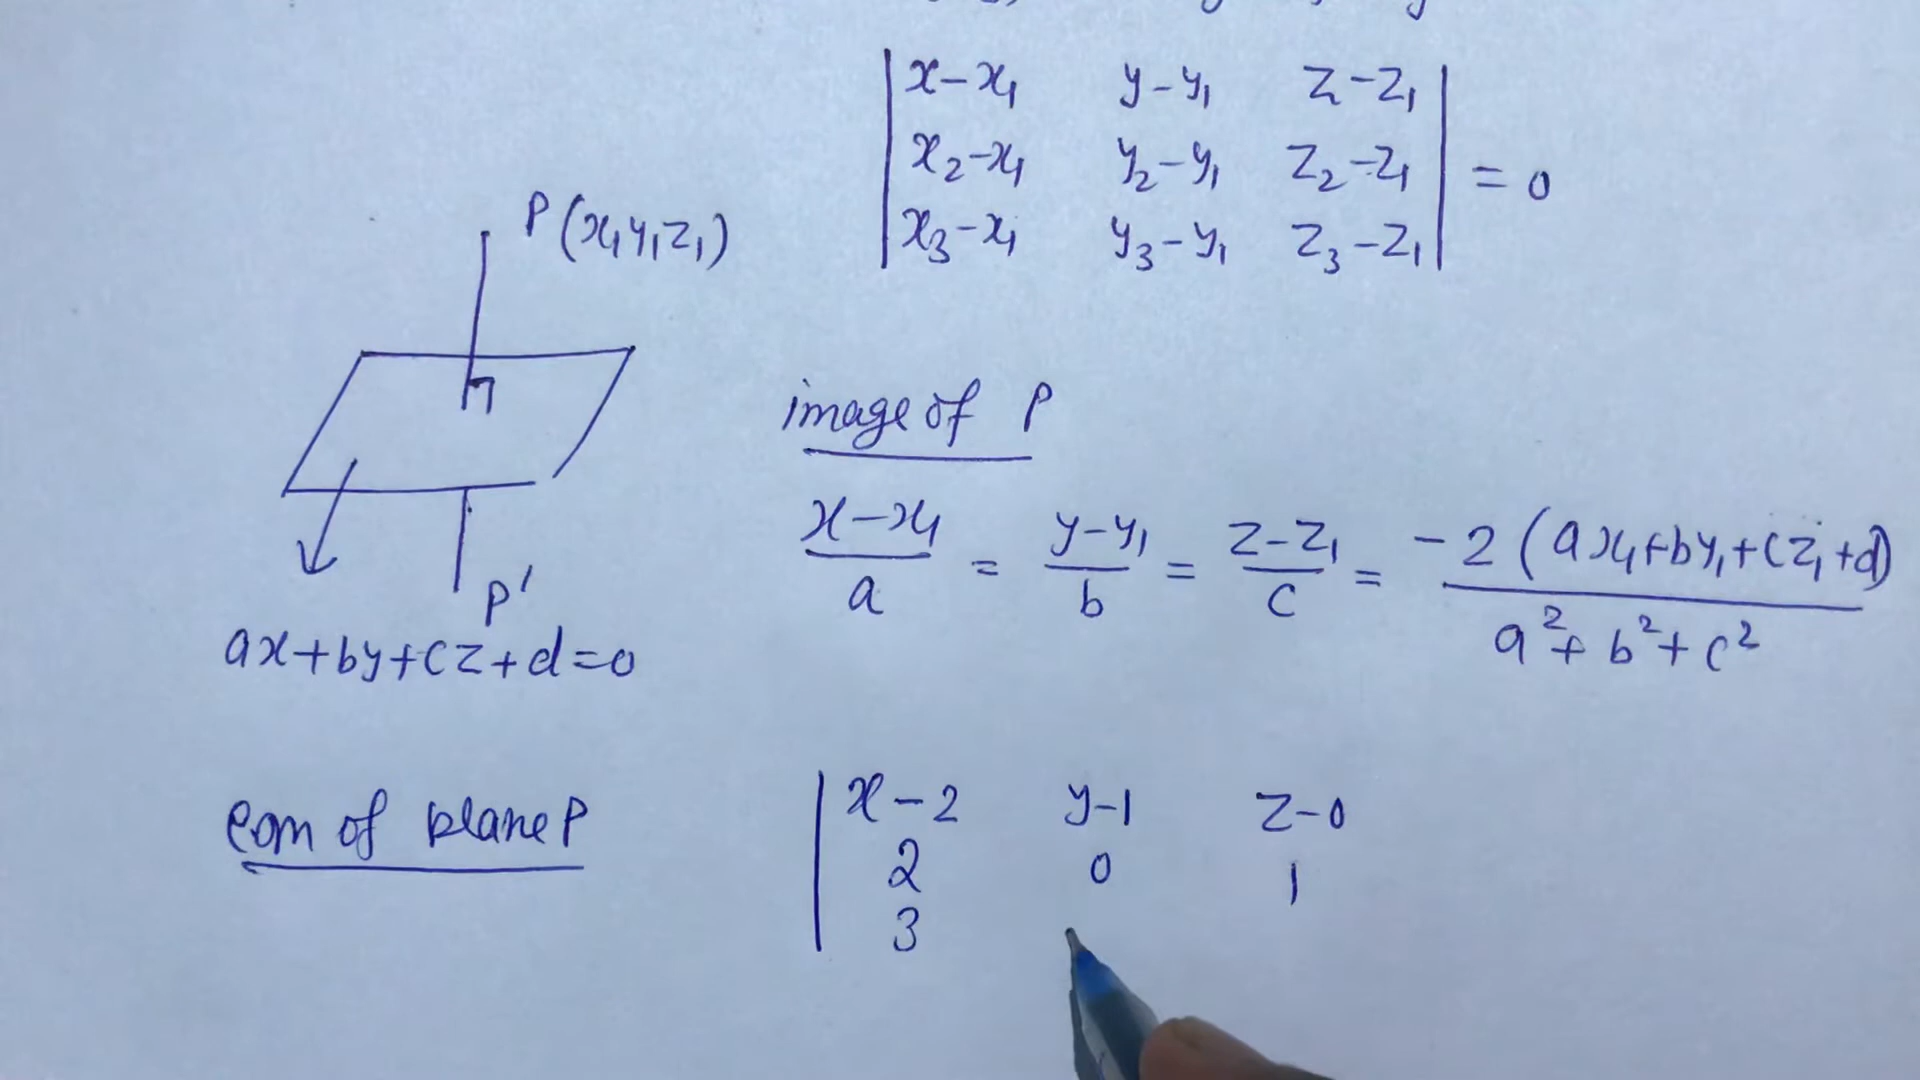 |x-x₁ y-y₁ z-z₁|
|x₂-x₁ y₂-y₁ z₂-z₁| = 0
|x₃-x₁ y₃-y₁ z₃-z₁|
P(x₁y₁z₁)
image of P
(x-x₁)/a = (y-y₁)/b = (z-z₁)/c = -2(ax₁+by₁+cz₁+d)/(a²+b²+c²)
P'
ax+by+cz+d=0
eqn of plane P
|x-2 y-1 z-0
|2 0 1
|3